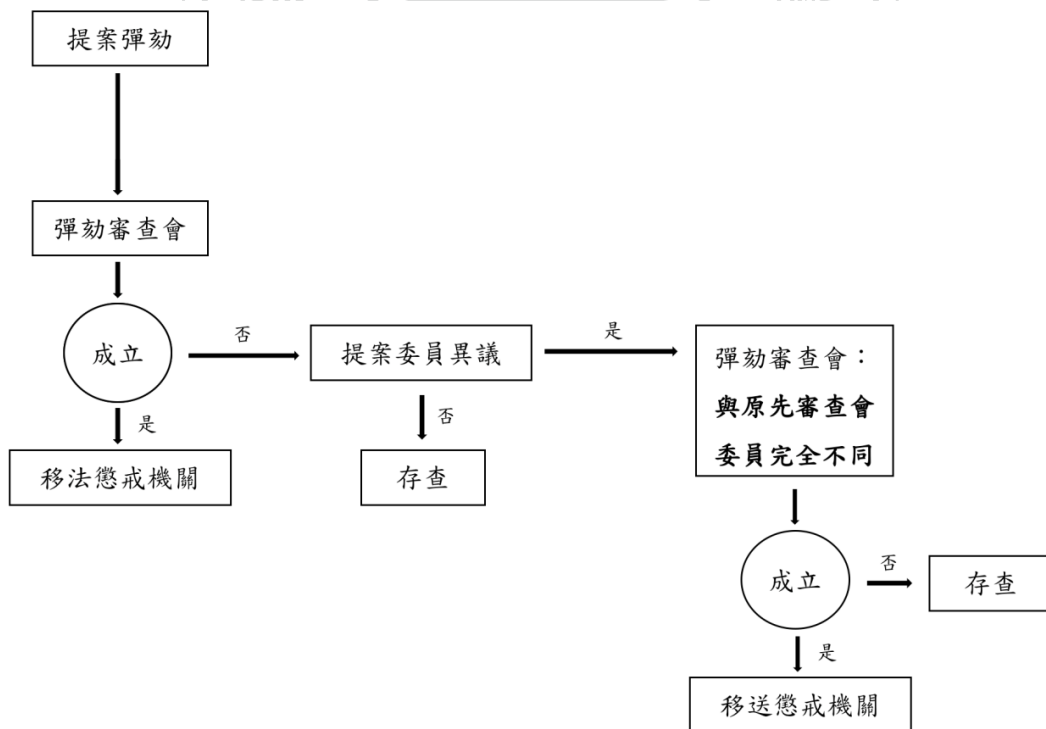 提案彈劾
彈劾審查會
成立
否
提案委員異議
是
彈劾審查會：
與原先審查會
委員完全不同
是
否
移法懲戒機關
存查
成立
否
存查
是
移送懲戒機關